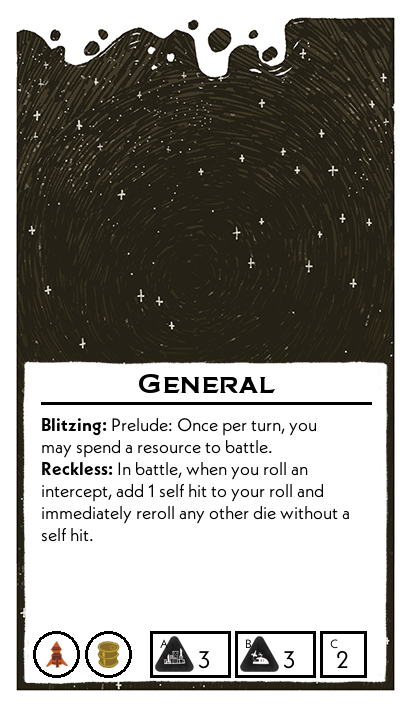 GENERAL
Blitzing: Prelude: Once per turn, you
may spend a resource to battle.
Reckless: In battle, when you roll an
intercept, add 1 self hit to your roll and
immediately reroll any other die without a
self hit.
A 3 B 3 C 2